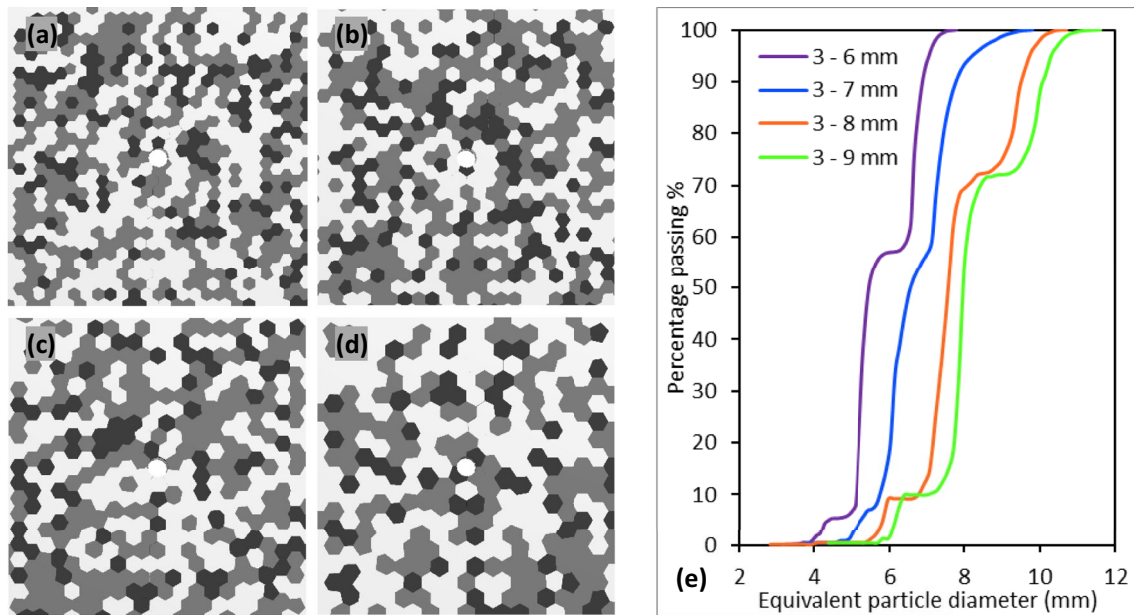 (a)
(b)
(c)
(d)
100
90
80
70
60
50
40
30
20
10
0
Percentage passing %
3 - 6 mm
3 - 7 mm
3 - 8 mm
3 - 9 mm
(e)
2
4
6
8
10
12
Equivalent particle diameter (mm)